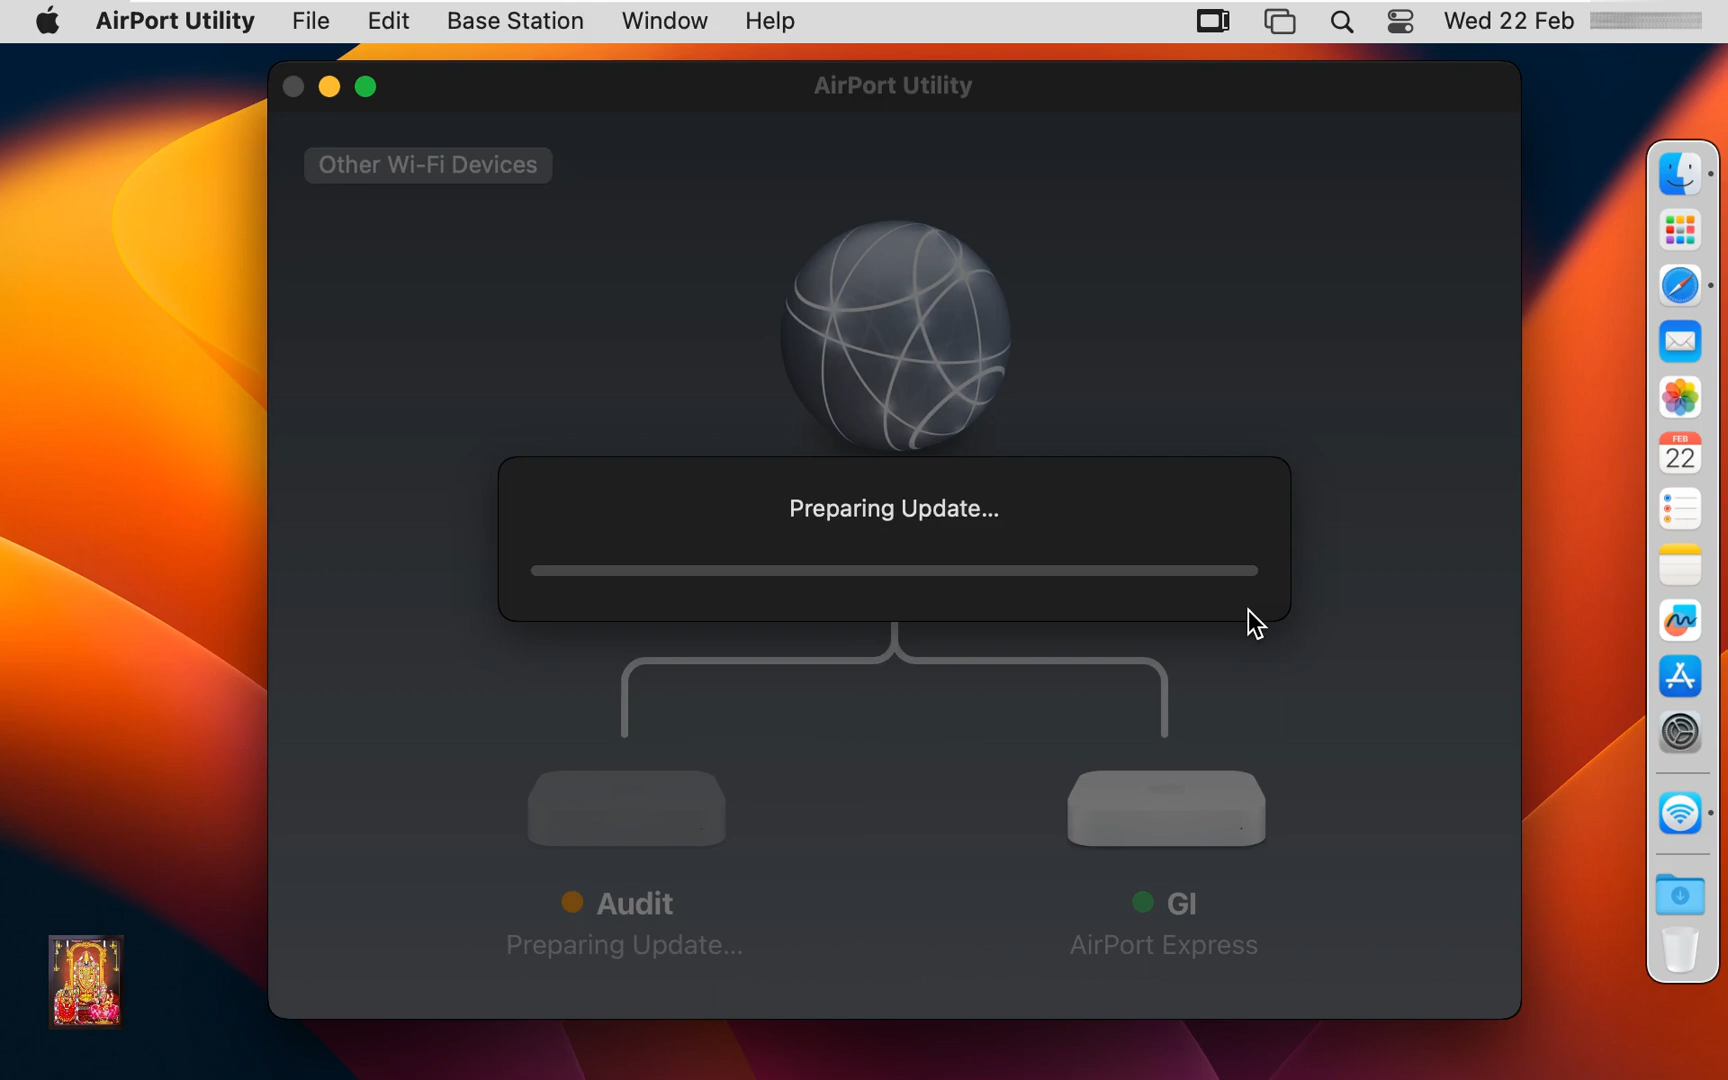 AirPort Utility File Edit Base Station Window Help Wed 22 Feb
AirPort Utility
Other Wi-Fi Devices
Preparing Update...
Audit
Preparing Update...
GI
AirPort Express
FEB
22